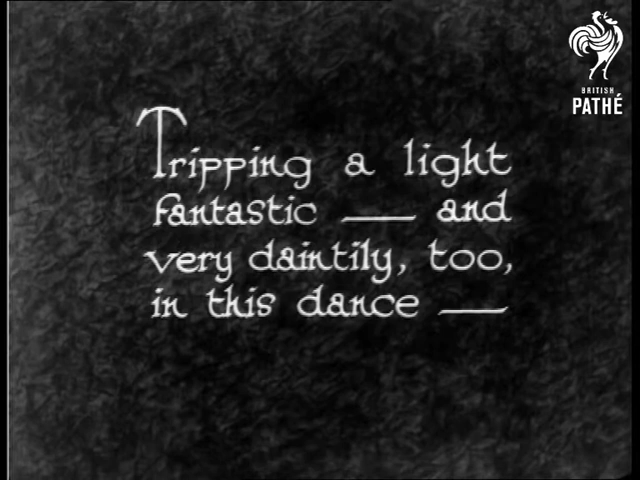 BRITISH
PATHÉ
Tripping a light
fantastic — and
very daintily, too,
in this dance —